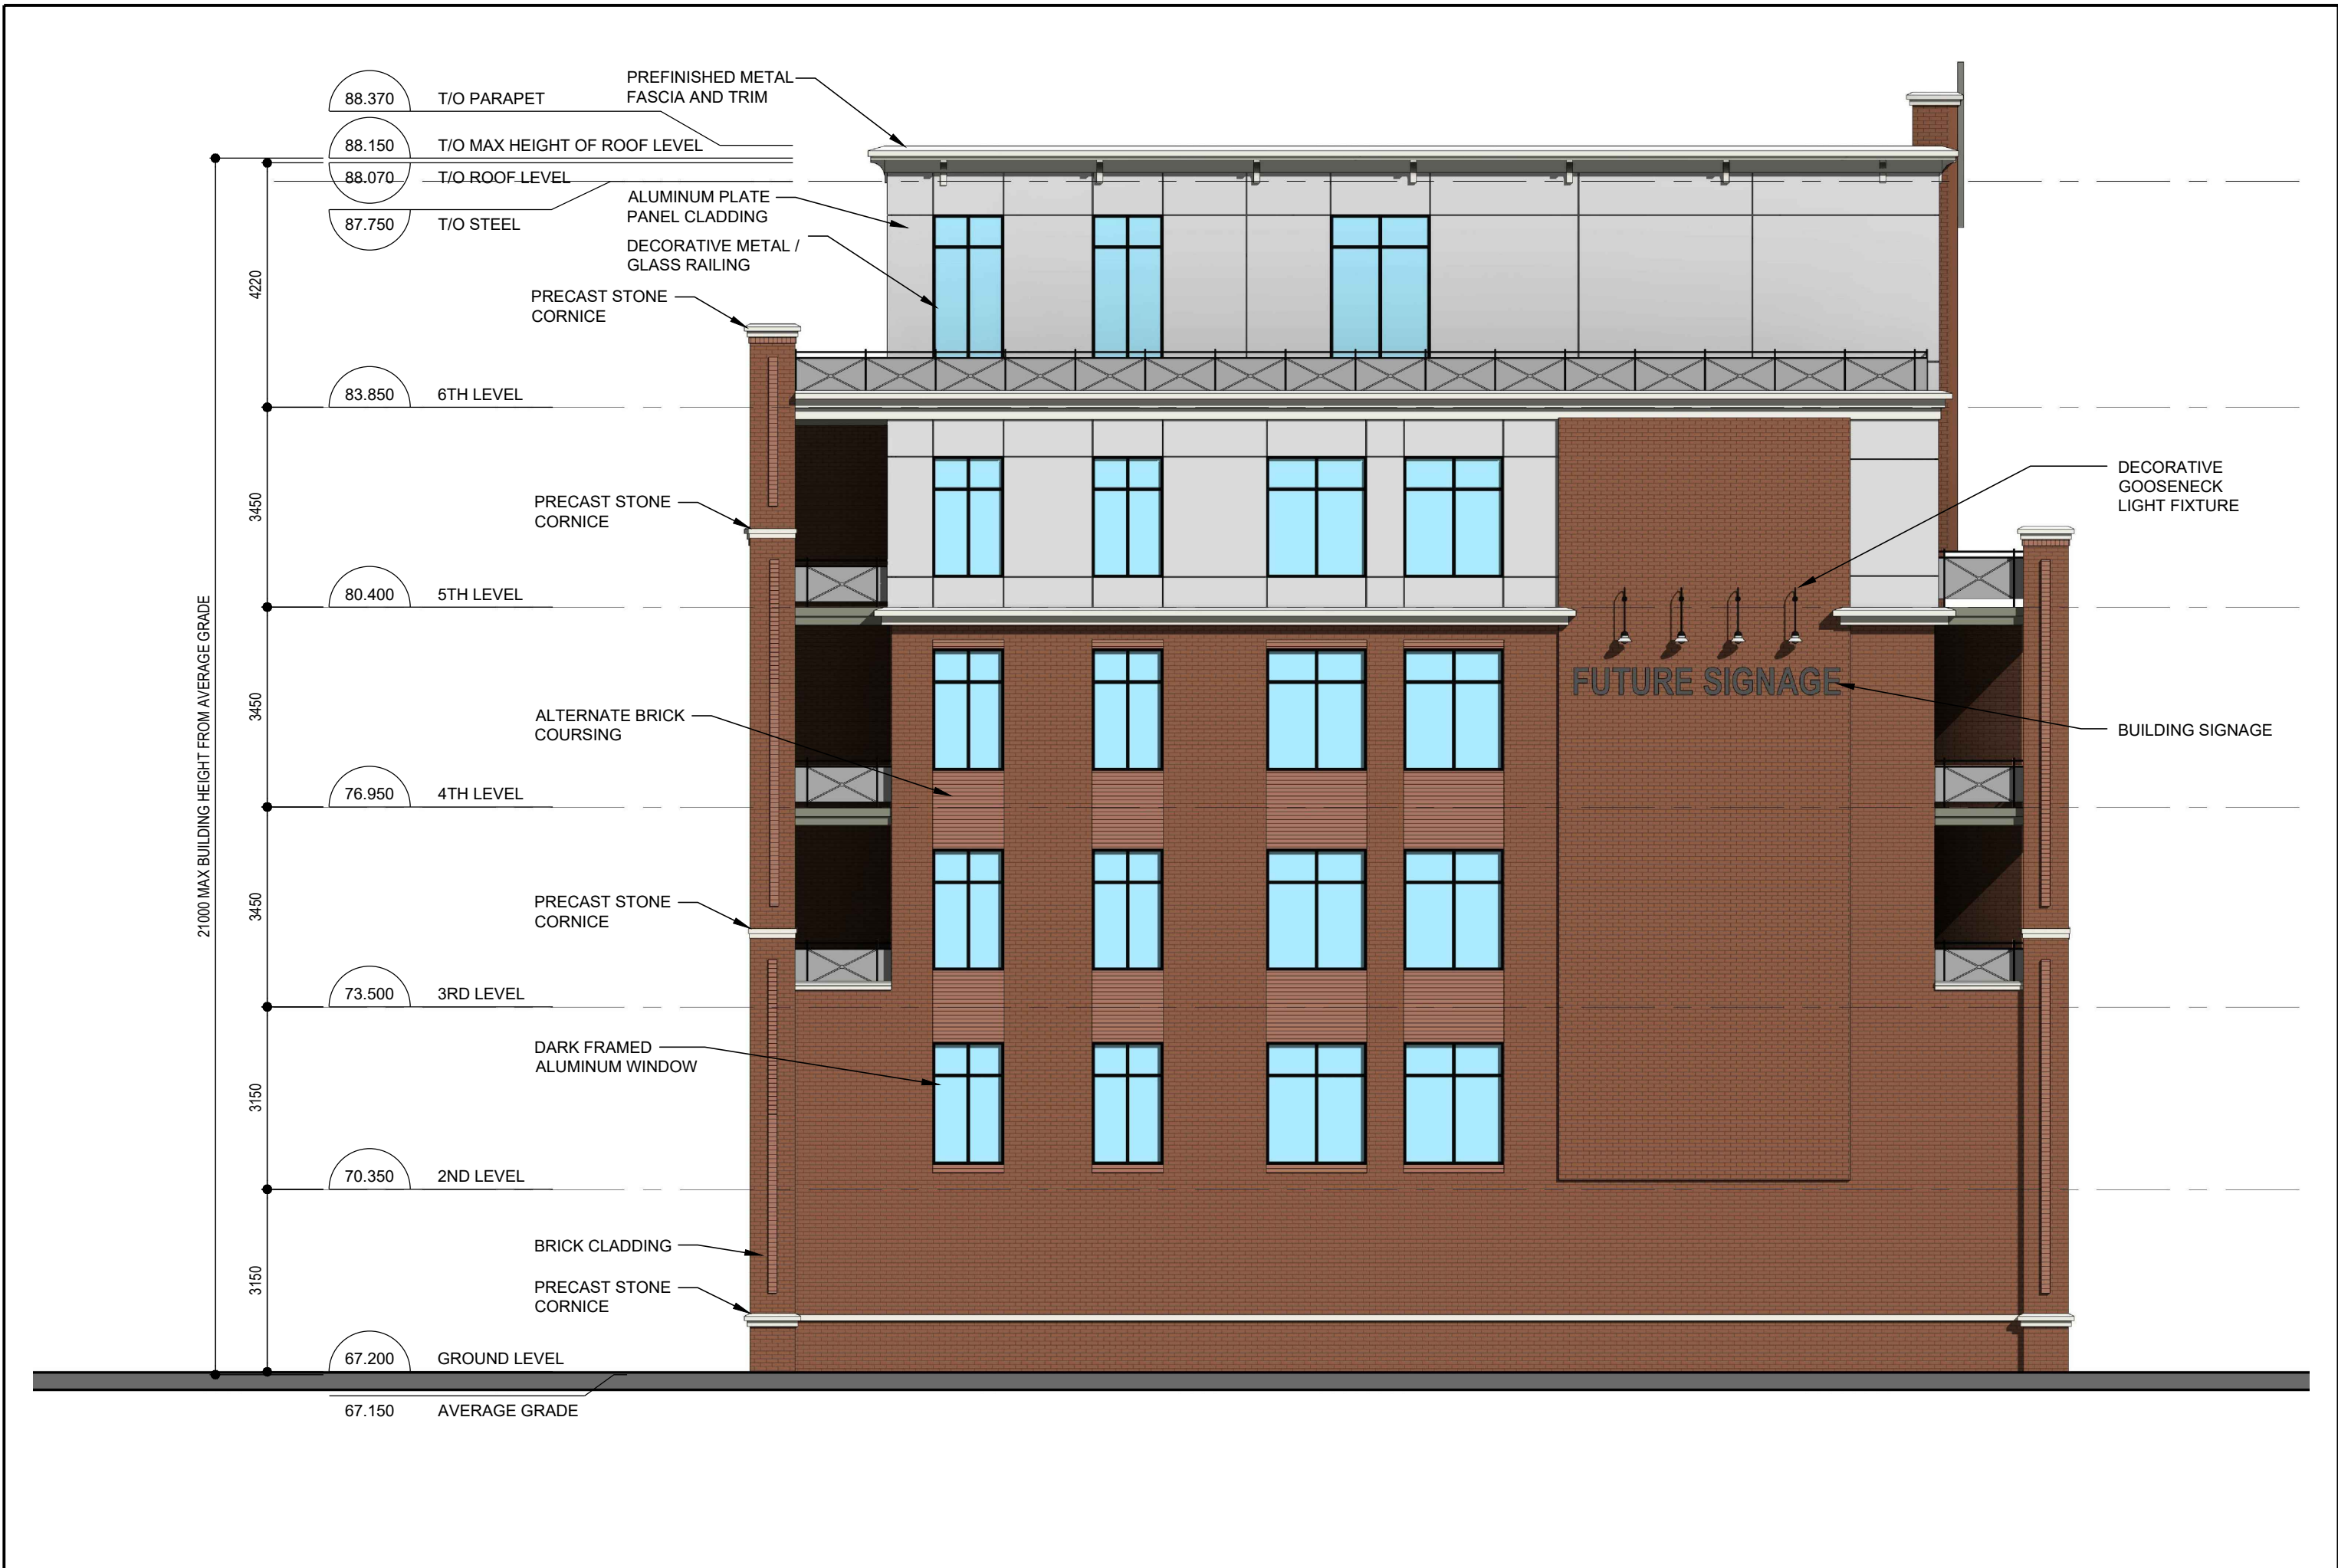 88.370 T/O PARAPET
PREFINISHED METAL
FASCIA AND TRIM
88.150 T/O MAX HEIGHT OF ROOF LEVEL
88.070 T/O ROOF LEVEL
87.750 T/O STEEL
ALUMINUM PLATE
PANEL CLADDING
DECORATIVE METAL /
GLASS RAILING
4220
PRECAST STONE
CORNICE
83.850 6TH LEVEL
3450
PRECAST STONE
CORNICE
DECORATIVE
GOOSENECK
LIGHT FIXTURE
80.400 5TH LEVEL
21000 MAX BUILDING HEIGHT FROM AVERAGE GRADE
3450
FUTURE SIGNAGE
ALTERNATE BRICK
COURSING
BUILDING SIGNAGE
76.950 4TH LEVEL
3450
PRECAST STONE
CORNICE
73.500 3RD LEVEL
3150
DARK FRAMED
ALUMINUM WINDOW
70.350 2ND LEVEL
BRICK CLADDING
3150
PRECAST STONE
CORNICE
67.200 GROUND LEVEL
67.150 AVERAGE GRADE